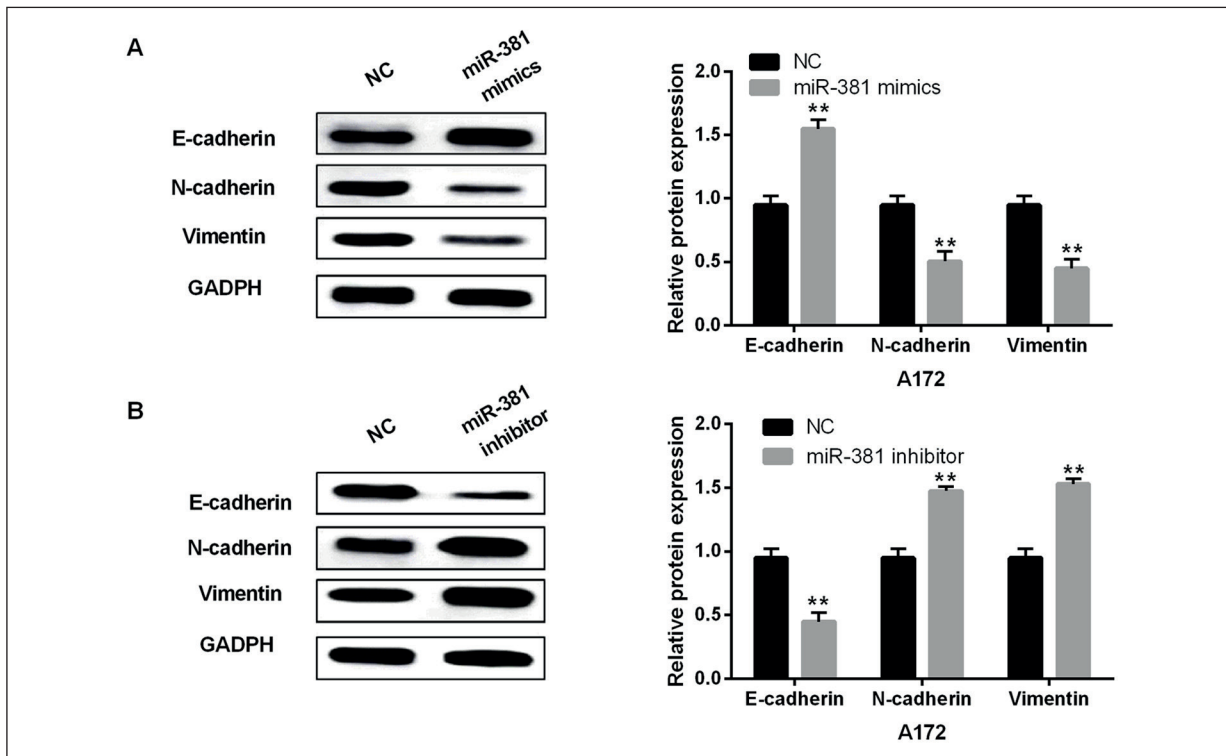 A
NC
miR-381
mimics
E-cadherin
N-cadherin
Vimentin
GADPH
Relative protein expression
2.0
1.5
1.0
0.5
0.0
NC
miR-381 mimics
**
**
**
E-cadherin
N-cadherin
Vimentin
A172
B
NC
miR-381
inhibitor
E-cadherin
N-cadherin
Vimentin
GADPH
Relative protein expression
2.0
1.5
1.0
0.5
0.0
NC
miR-381 inhibitor
**
**
**
E-cadherin
N-cadherin
Vimentin
A172